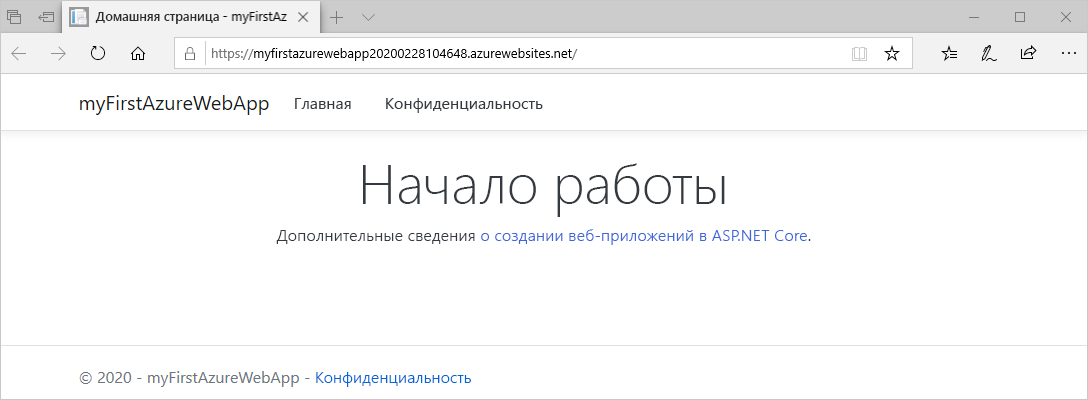 Домашняя страница - myFirstAz
https://myfirstazurewebapp20200228104648.azurewebsites.net/
myFirstAzureWebApp Главная Конфиденциальность
Начало работы
Дополнительные сведения о создании веб-приложений в ASP.NET Core.
© 2020 - myFirstAzureWebApp - Конфиденциальность